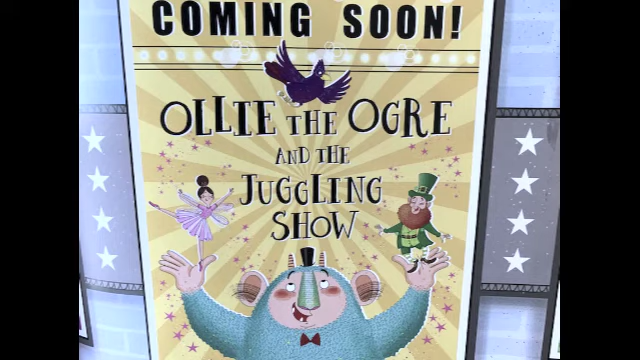 COMING SOON!
OLLIE THE OGRE
AND THE
JUGGLING
SHOW